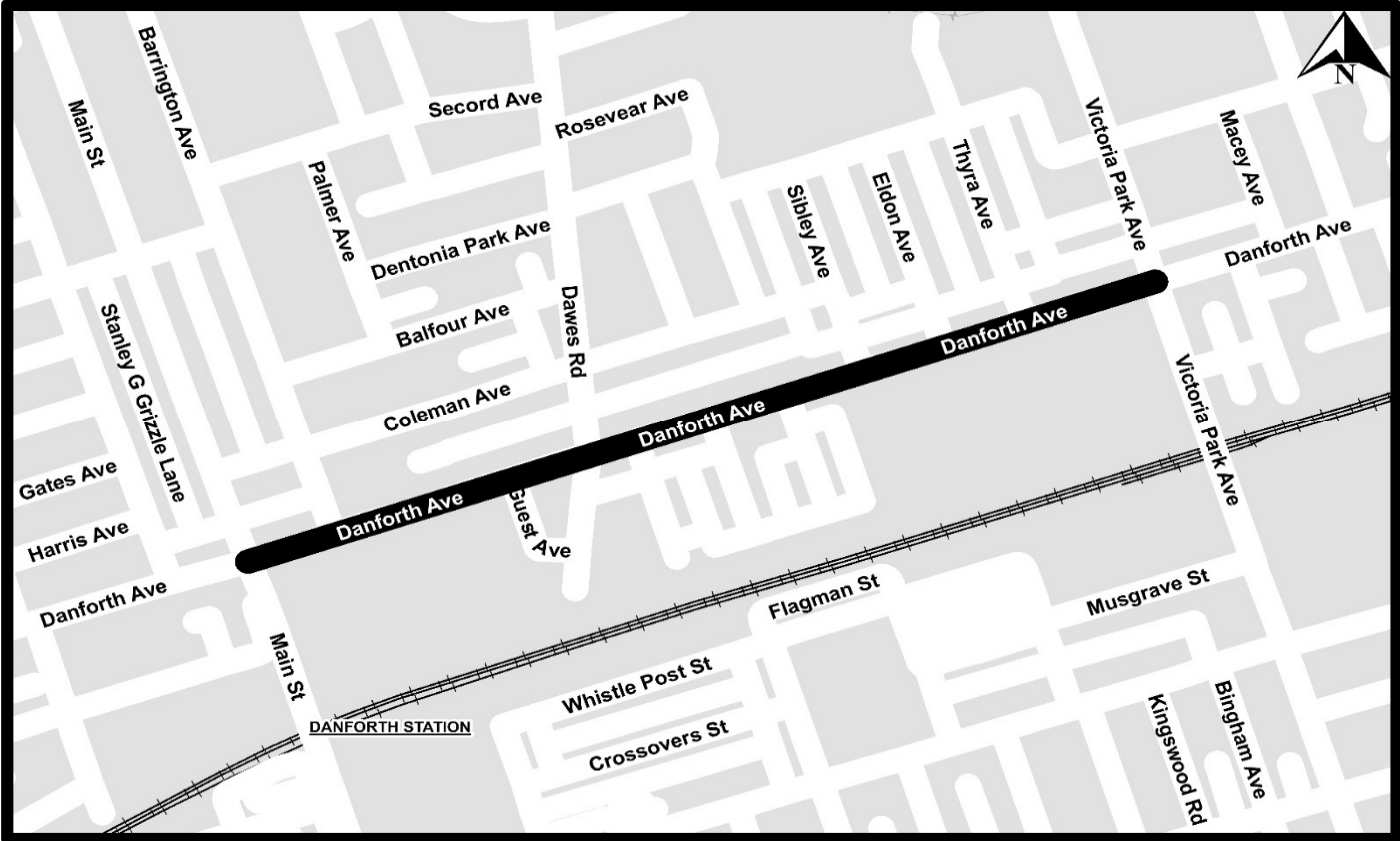 Barrington Ave
Main St
Secord Ave
Rosevear Ave
Victoria Park Ave
Macey Ave
N
Palmer Ave
Thyra Ave
Eldon Ave
Sibley Ave
Dentonia Park Ave
Danforth Ave
Stanley G Grizzle Lane
Balfour Ave
Dawes Rd
Danforth Ave
Coleman Ave
Danforth Ave
Victoria Park Ave
Gates Ave
Danforth Ave
Guest Ave
Harris Ave
Danforth Ave
Flagman St
Musgrave St
Main St
Whistle Post St
DANFORTH STATION
Crossovers St
Kingswood Rd
Bingham Ave